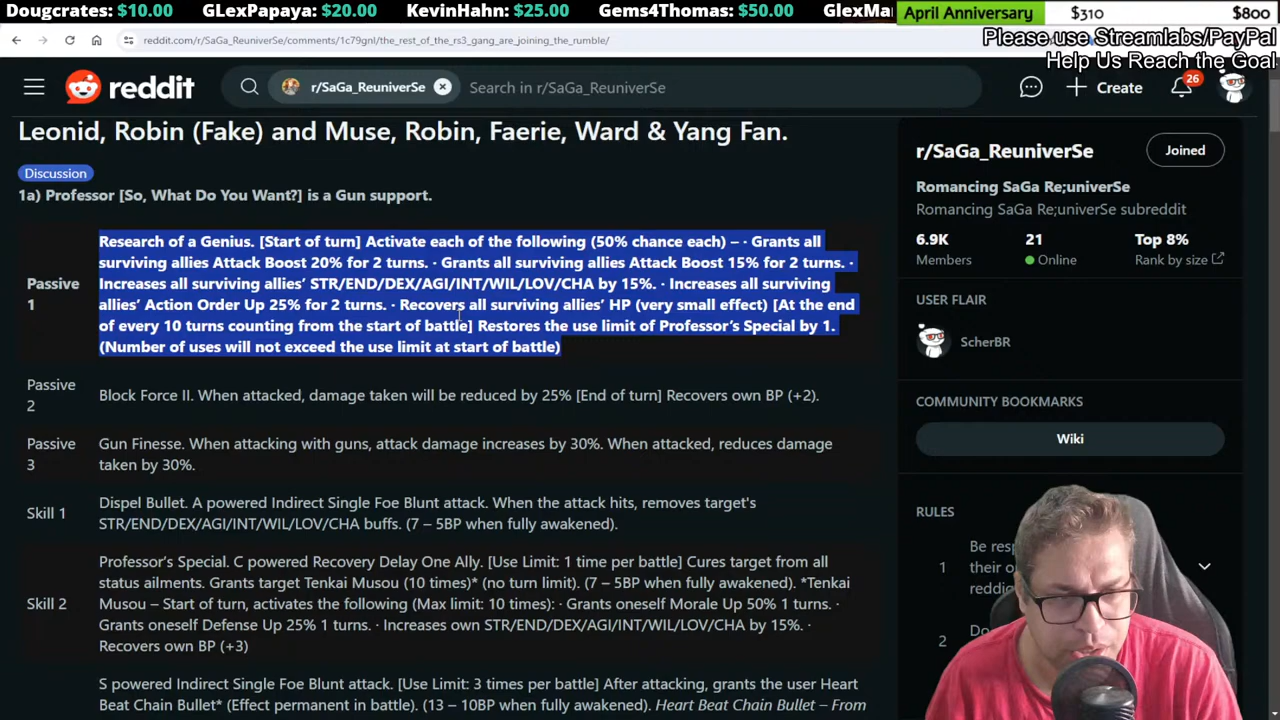 Dougcrates: $10.00 GLexPapaya: $20.00 KevinHahn: $25.00 Gems4Thomas: $50.00 GlexMa
April Anniversary $310 $800
Please use Streamlabs/PayPal
Help Us Reach the Goal
reddit.com/r/SaGa_ReuniverSe/comments/1c79gnl/the_rest_of_the_rs3_gang_are_joining_the_rumble/
reddit
r/SaGa_ReuniverSe
Search in r/SaGa_ReuniverSe
Create
26
Leonid, Robin (Fake) and Muse, Robin, Faerie, Ward & Yang Fan.
Discussion
1a) Professor [So, What Do You Want?] is a Gun support.
Passive 1
Research of a Genius. [Start of turn] Activate each of the following (50% chance each) – · Grants all
surviving allies Attack Boost 20% for 2 turns. · Grants all surviving allies Attack Boost 15% for 2 turns. ·
Increases all surviving allies’ STR/END/DEX/AGI/INT/WIL/LOV/CHA by 15%. · Increases all surviving
allies’ Action Order Up 25% for 2 turns. · Recovers all surviving allies’ HP (very small effect) [At the end
of every 10 turns counting from the start of battle] Restores the use limit of Professor’s Special by 1.
(Number of uses will not exceed the use limit at start of battle)
Passive 2
Block Force II. When attacked, damage taken will be reduced by 25% [End of turn] Recovers own BP (+2).
Passive 3
Gun Finesse. When attacking with guns, attack damage increases by 30%. When attacked, reduces damage
taken by 30%.
Skill 1
Dispel Bullet. A powered Indirect Single Foe Blunt attack. When the attack hits, removes target's
STR/END/DEX/AGI/INT/WIL/LOV/CHA buffs. (7 – 5BP when fully awakened).
Skill 2
Professor’s Special. C powered Recovery Delay One Ally. [Use Limit: 1 time per battle] Cures target from all
status ailments. Grants target Tenkai Musou (10 times)* (no turn limit). (7 – 5BP when fully awakened). *Tenkai
Musou – Start of turn, activates the following (Max limit: 10 times): · Grants oneself Morale Up 50% 1 turns. ·
Grants oneself Defense Up 25% 1 turns. · Increases own STR/END/DEX/AGI/INT/WIL/LOV/CHA by 15%. ·
Recovers own BP (+3)
S powered Indirect Single Foe Blunt attack. [Use Limit: 3 times per battle] After attacking, grants the user Heart
Beat Chain Bullet* (Effect permanent in battle). (13 – 10BP when fully awakened). Heart Beat Chain Bullet – From
r/SaGa_ReuniverSe
Joined
Romancing SaGa Re;univerSe
Romancing SaGa Re;univerSe subreddit
6.9K 21 Top 8%
Members Online Rank by size
USER FLAIR
ScherBR
COMMUNITY BOOKMARKS
Wiki
RULES
1
Be resp
their o
reddic
2
Do